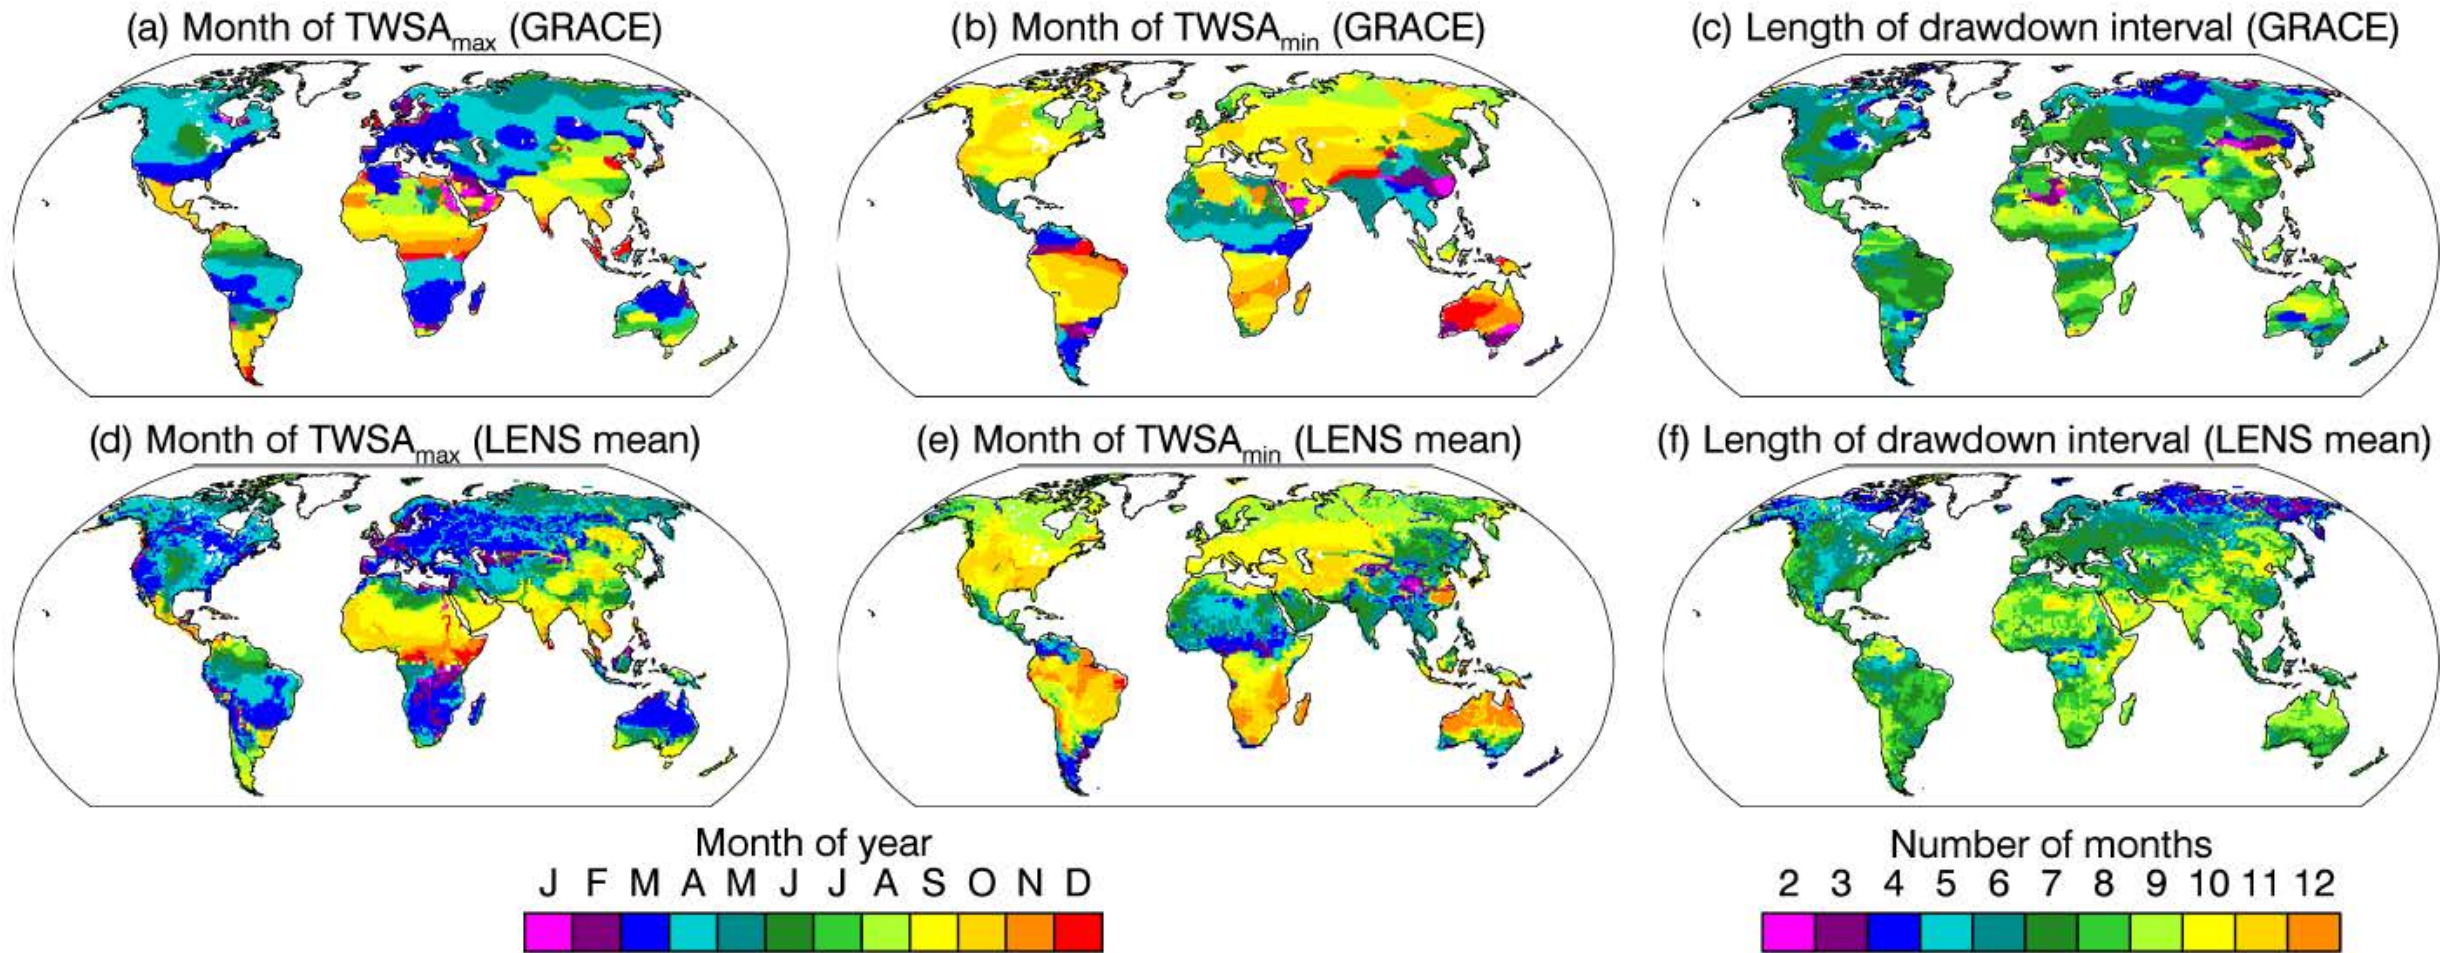 (a) Month of TWSAmax (GRACE)
(b) Month of TWSAmin (GRACE)
(c) Length of drawdown interval (GRACE)
(d) Month of TWSAmax (LENS mean)
(e) Month of TWSAmin (LENS mean)
(f) Length of drawdown interval (LENS mean)
Month of year
J F M A M J J A S O N D
Number of months
2 3 4 5 6 7 8 9 10 11 12